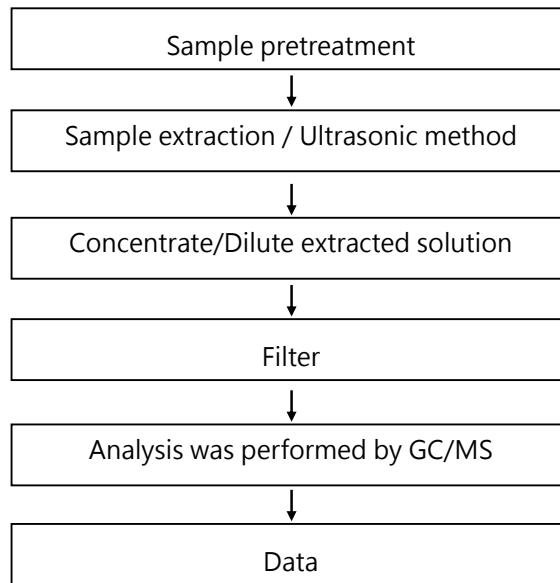 Sample pretreatment
Sample extraction / Ultrasonic method
Concentrate/Dilute extracted solution
Filter
Analysis was performed by GC/MS
Data